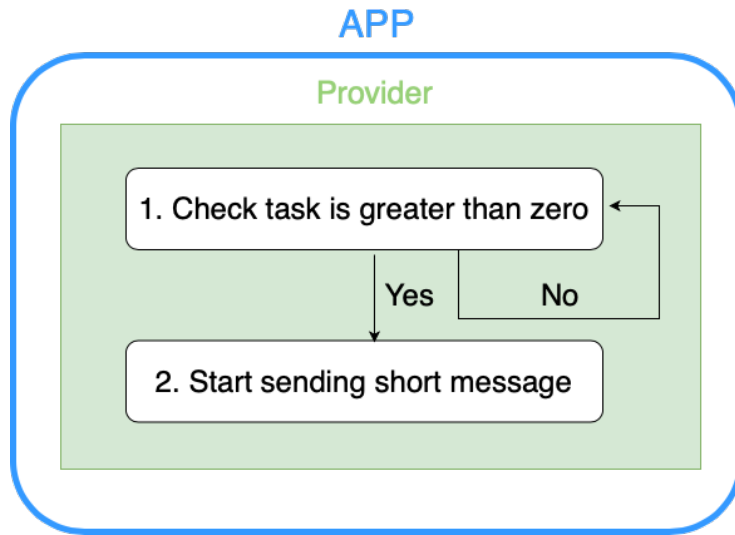 APP
Provider
1. Check task is greater than zero
Yes
No
2. Start sending short message